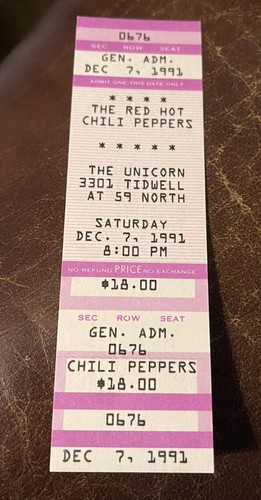 0676
SEC ROW SEAT
GEN. ADM.
DEC 7, 1991
ADMIT ONE THIS DATE ONLY
* * * *
THE RED HOT
CHILI PEPPERS
* * * * *
THE UNICORN
3301 TIDWELL
AT 59 NORTH
SATURDAY
DEC. 7, 1991
8:00 PM
NO REFUND PRICE NO EXCHANGE
$18.00
SEC ROW SEAT
GEN. ADM.
0676
CHILI PEPPERS
$18.00
0676
DEC 7, 1991